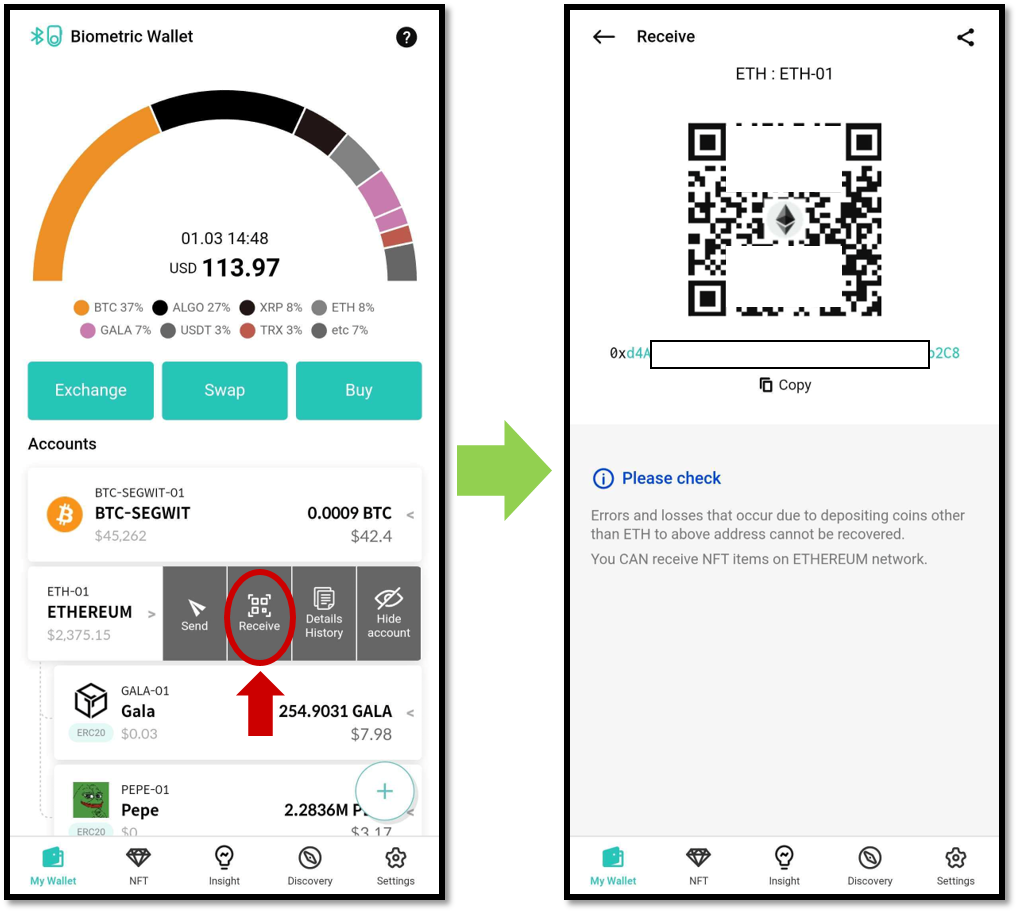 Biometric Wallet
?
01.03 14:48
USD 113.97
BTC 37% ALGO 27% XRP 8% ETH 8%
GALA 7% USDT 3% TRX 3% etc 7%
Exchange Swap Buy
Accounts
BTC-SEGWIT-01
BTC-SEGWIT 0.0009 BTC <
$45,262 $42.4
ETH-01
ETHEREUM >
$2,375.15
Send
Receive
Details
History
Hide
account
GALA-01
Gala 254.9031 GALA <
ERC20 $0.03 $7.98
PEPE-01
Pepe 2.2836M P <
ERC20 $0 $3.17
+
My Wallet NFT Insight Discovery Settings
Receive
ETH : ETH-01
0xd4A b2C8
Copy
Please check
Errors and losses that occur due to depositing coins other
than ETH to above address cannot be recovered.
You CAN receive NFT items on ETHEREUM network.
My Wallet NFT Insight Discovery Settings